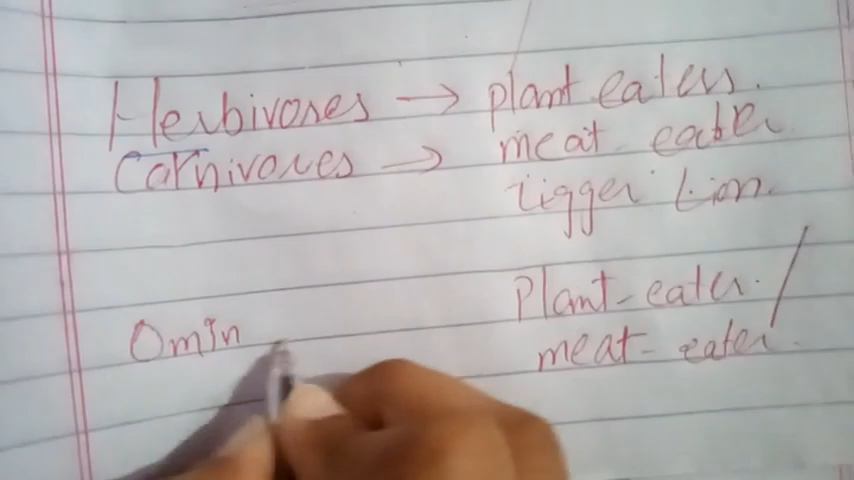 Herbivores → plant eaters.
Carnivores → meat eater
Tigger Lion.
Plant-eater. /
Omin meat-eater.